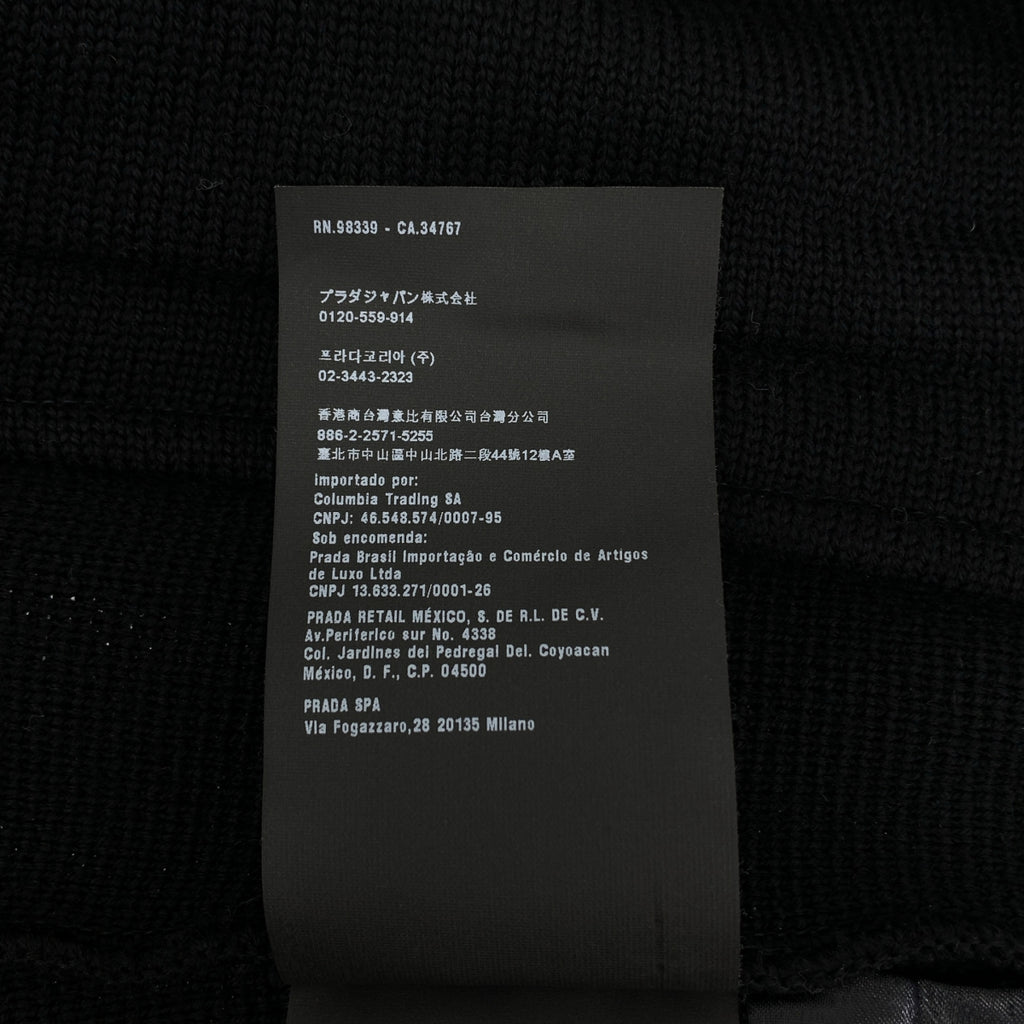 RN.98339 - CA.34767
プラダジャパン株式会社
0120-559-914
프라다코리아 (주)
02-3443-2323
香港商台灣意比有限公司台灣分公司
886-2-2571-5255
臺北市中山區中山北路二段44號12樓A室
Importado por:
Columbia Trading SA
CNPJ: 46.548.574/0007-95
Sob encomenda:
Prada Brasil Importação e Comércio de Artigos
de Luxo Ltda
CNPJ 13.633.271/0001-26
PRADA RETAIL MÉXICO, S. DE R.L. DE C.V.
Av.Periferico sur No. 4338
Col. Jardines del Pedregal Del. Coyoacan
México, D. F., C.P. 04500
PRADA SPA
Via Fogazzaro,28 20135 Milano